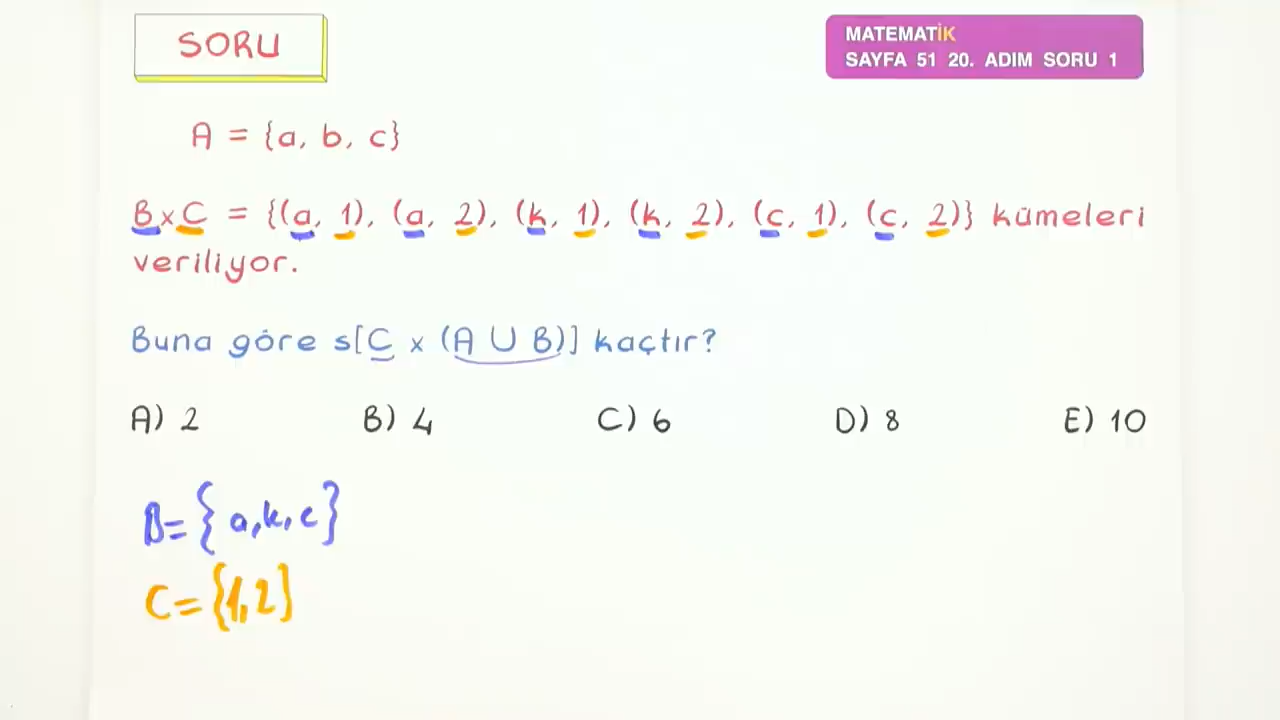 SORU
MATEMATİK
SAYFA 51 20. ADIM SORU 1
A = {a, b, c}
BxC = {(a, 1), (a, 2), (k, 1), (k, 2), (c, 1), (c, 2)} kümeleri
veriliyor.
Buna göre s[C x (A U B)] kaçtır?
A) 2 B) 4 C) 6 D) 8 E) 10
B = {a, k, c}
C = {1, 2}